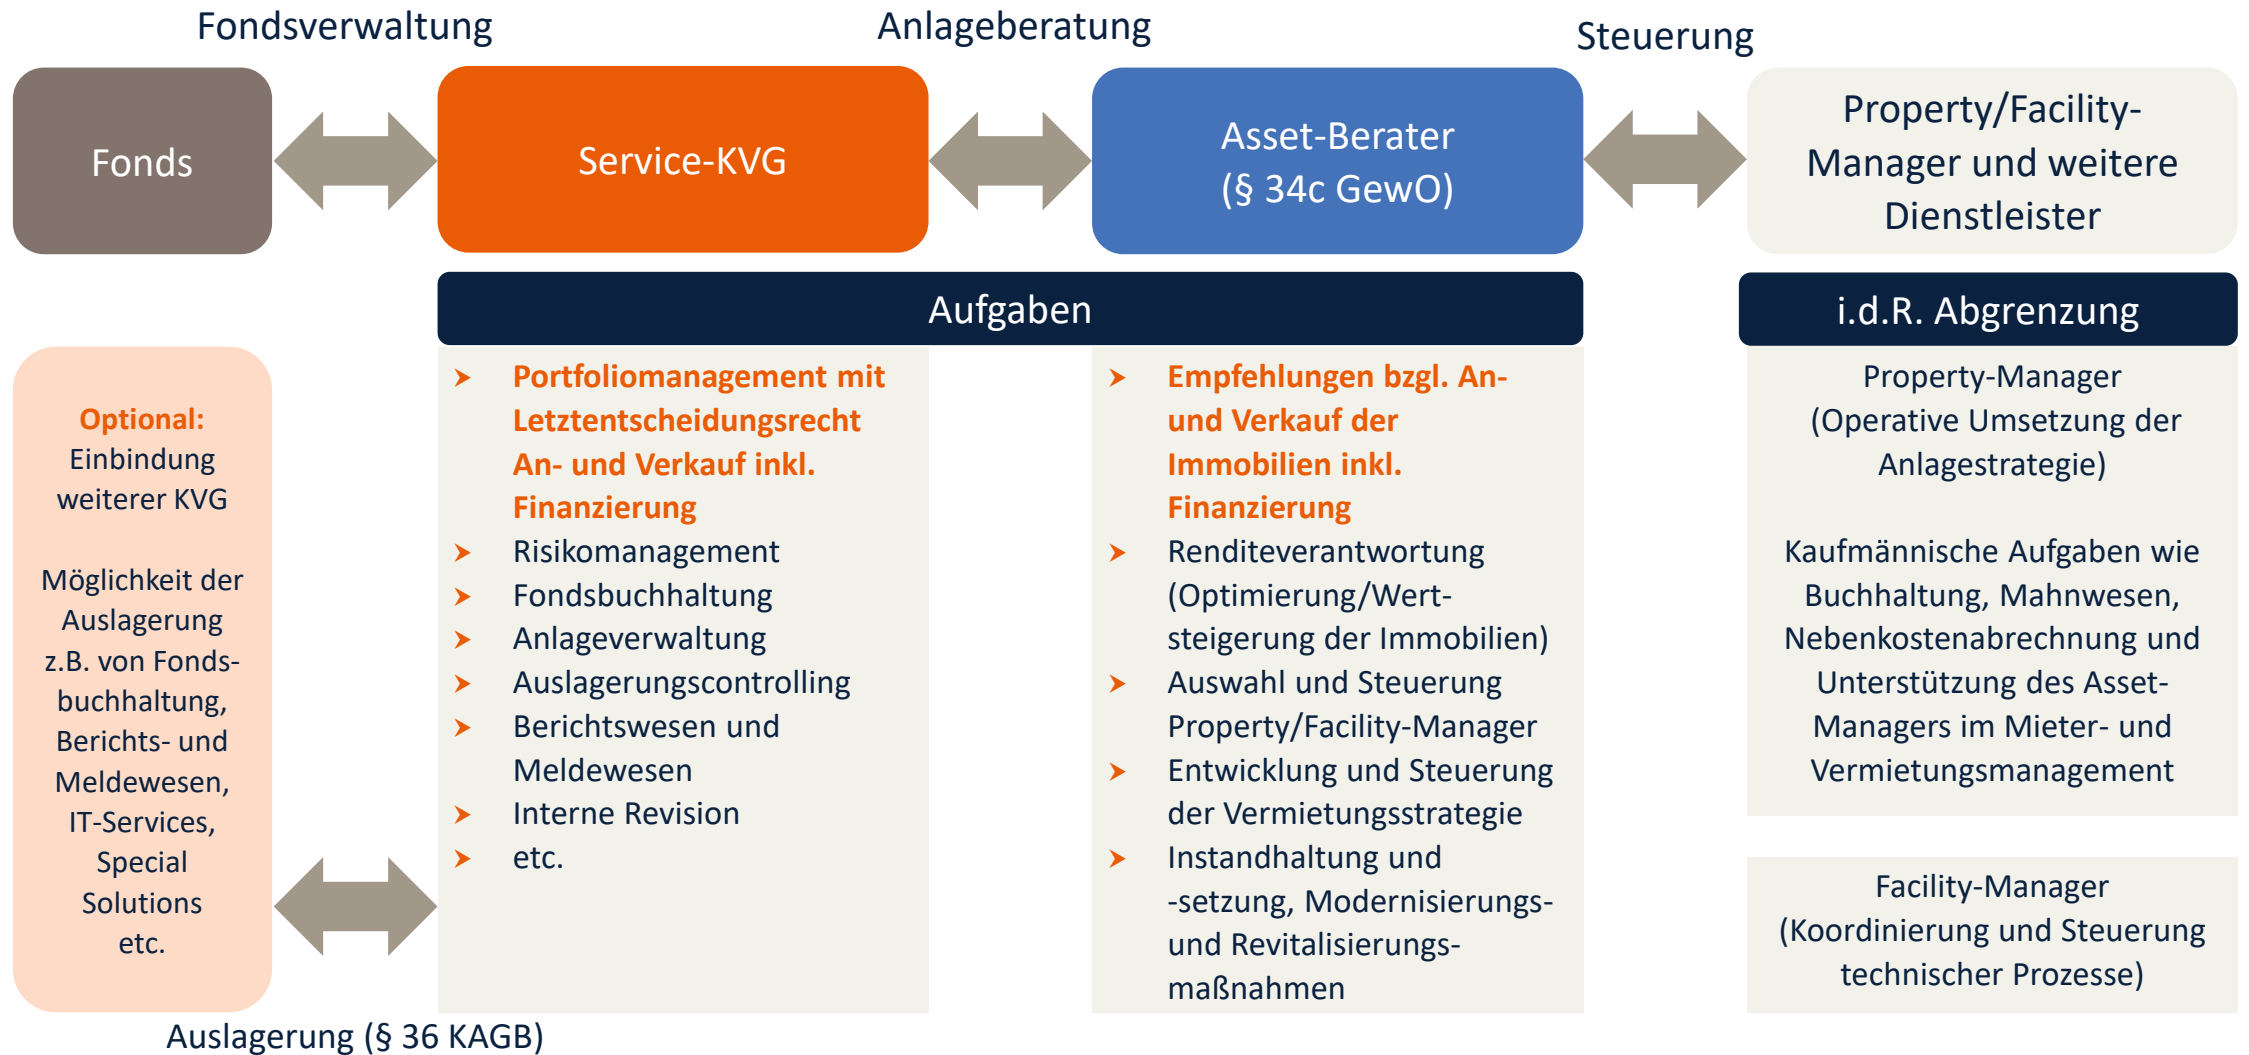 Fondsverwaltung
Anlageberatung
Steuerung
Fonds
Service-KVG
Asset-Berater
(§ 34c GewO)
Property/Facility-
Manager und weitere
Dienstleister
Aufgaben
i.d.R. Abgrenzung
Optional:
Einbindung
weiterer KVG
Möglichkeit der
Auslagerung
z.B. von Fonds-
buchhaltung,
Berichts- und
Meldewesen,
IT-Services,
Special
Solutions
etc.
Auslagerung (§ 36 KAGB)
➤ Portfoliomanagement mit
Letztentscheidungsrecht
An- und Verkauf inkl.
Finanzierung
➤ Risikomanagement
➤ Fondsbuchhaltung
➤ Anlageverwaltung
➤ Auslagerungscontrolling
➤ Berichtswesen und
Meldewesen
➤ Interne Revision
➤ etc.
➤ Empfehlungen bzgl. An-
und Verkauf der
Immobilien inkl.
Finanzierung
➤ Renditeverantwortung
(Optimierung/Wert-
steigerung der Immobilien)
➤ Auswahl und Steuerung
Property/Facility-Manager
➤ Entwicklung und Steuerung
der Vermietungsstrategie
➤ Instandhaltung und
-setzung, Modernisierungs-
und Revitalisierungs-
maßnahmen
Property-Manager
(Operative Umsetzung der
Anlagestrategie)
Kaufmännische Aufgaben wie
Buchhaltung, Mahnwesen,
Nebenkostenabrechnung und
Unterstützung des Asset-
Managers im Mieter- und
Vermietungsmanagement
Facility-Manager
(Koordinierung und Steuerung
technischer Prozesse)